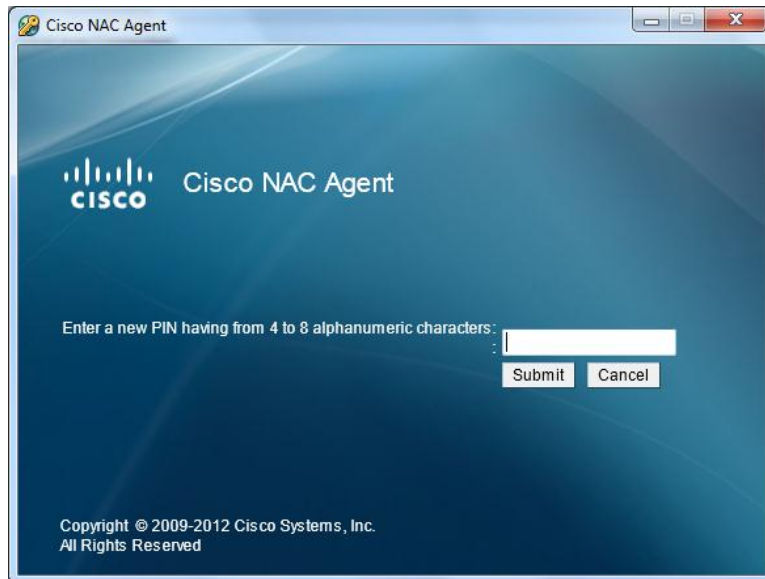 Cisco NAC Agent
CISCO
Cisco NAC Agent
Enter a new PIN having from 4 to 8 alphanumeric characters:
:
Submit Cancel
Copyright © 2009-2012 Cisco Systems, Inc.
All Rights Reserved